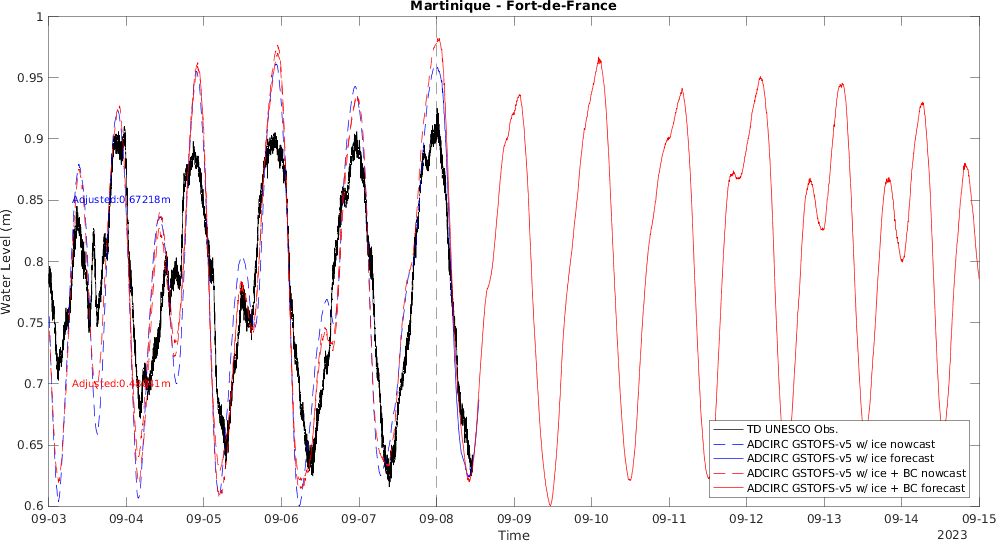 Martinique - Fort-de-France
1
0.95
0.9
0.85
0.8
0.75
0.7
0.65
0.6
Water Level (m)
Adjusted:0.67218m
TD UNESCO Obs.
ADCIRC GSTOFS-v5 w/ ice nowcast
ADCIRC GSTOFS-v5 w/ ice forecast
ADCIRC GSTOFS-v5 w/ ice + BC nowcast
ADCIRC GSTOFS-v5 w/ ice + BC forecast
09-03 09-04 09-05 09-06 09-07 09-08 09-09 09-10 09-11 09-12 09-13 09-14 09-15
Time
2023